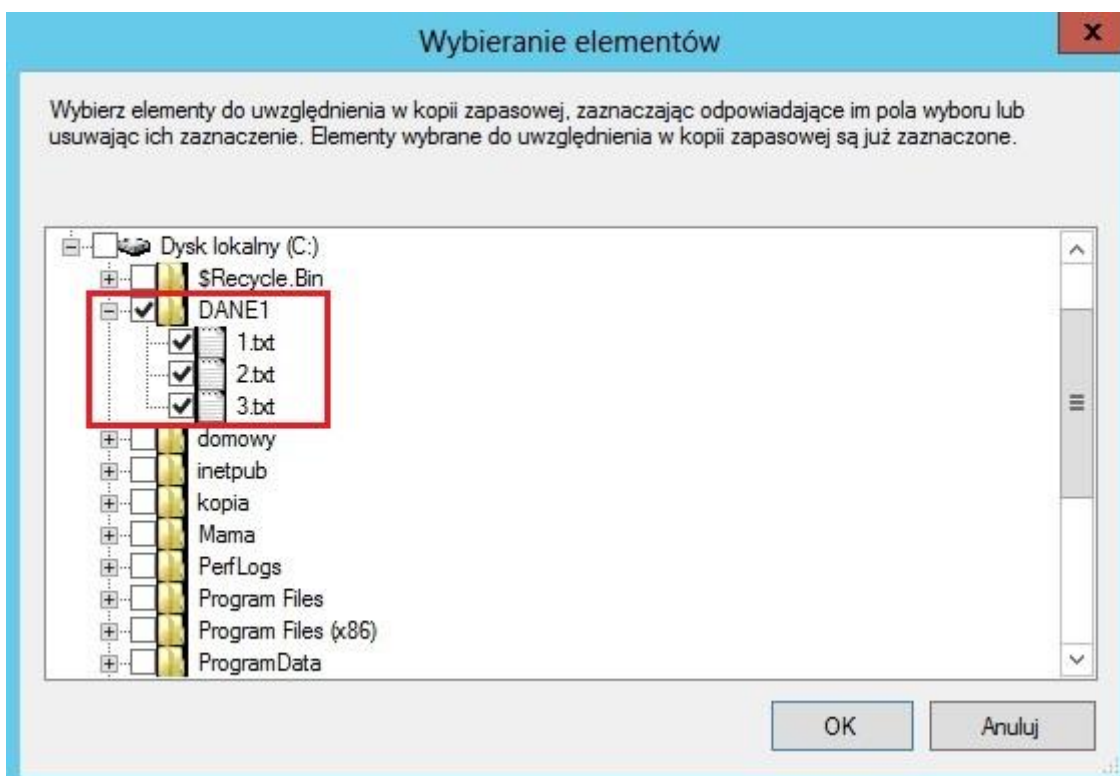 Wybieranie elementów
x
Wybierz elementy do uwzględnienia w kopii zapasowej, zaznaczając odpowiadające im pola wyboru lub
usuwając ich zaznaczenie. Elementy wybrane do uwzględnienia w kopii zapasowej są już zaznaczone.
Dysk lokalny (C:)
$Recycle.Bin
DANE1
1.txt
2.txt
3.txt
domowy
inetpub
kopia
Mama
PerfLogs
Program Files
Program Files (x86)
ProgramData
OK
Anuluj